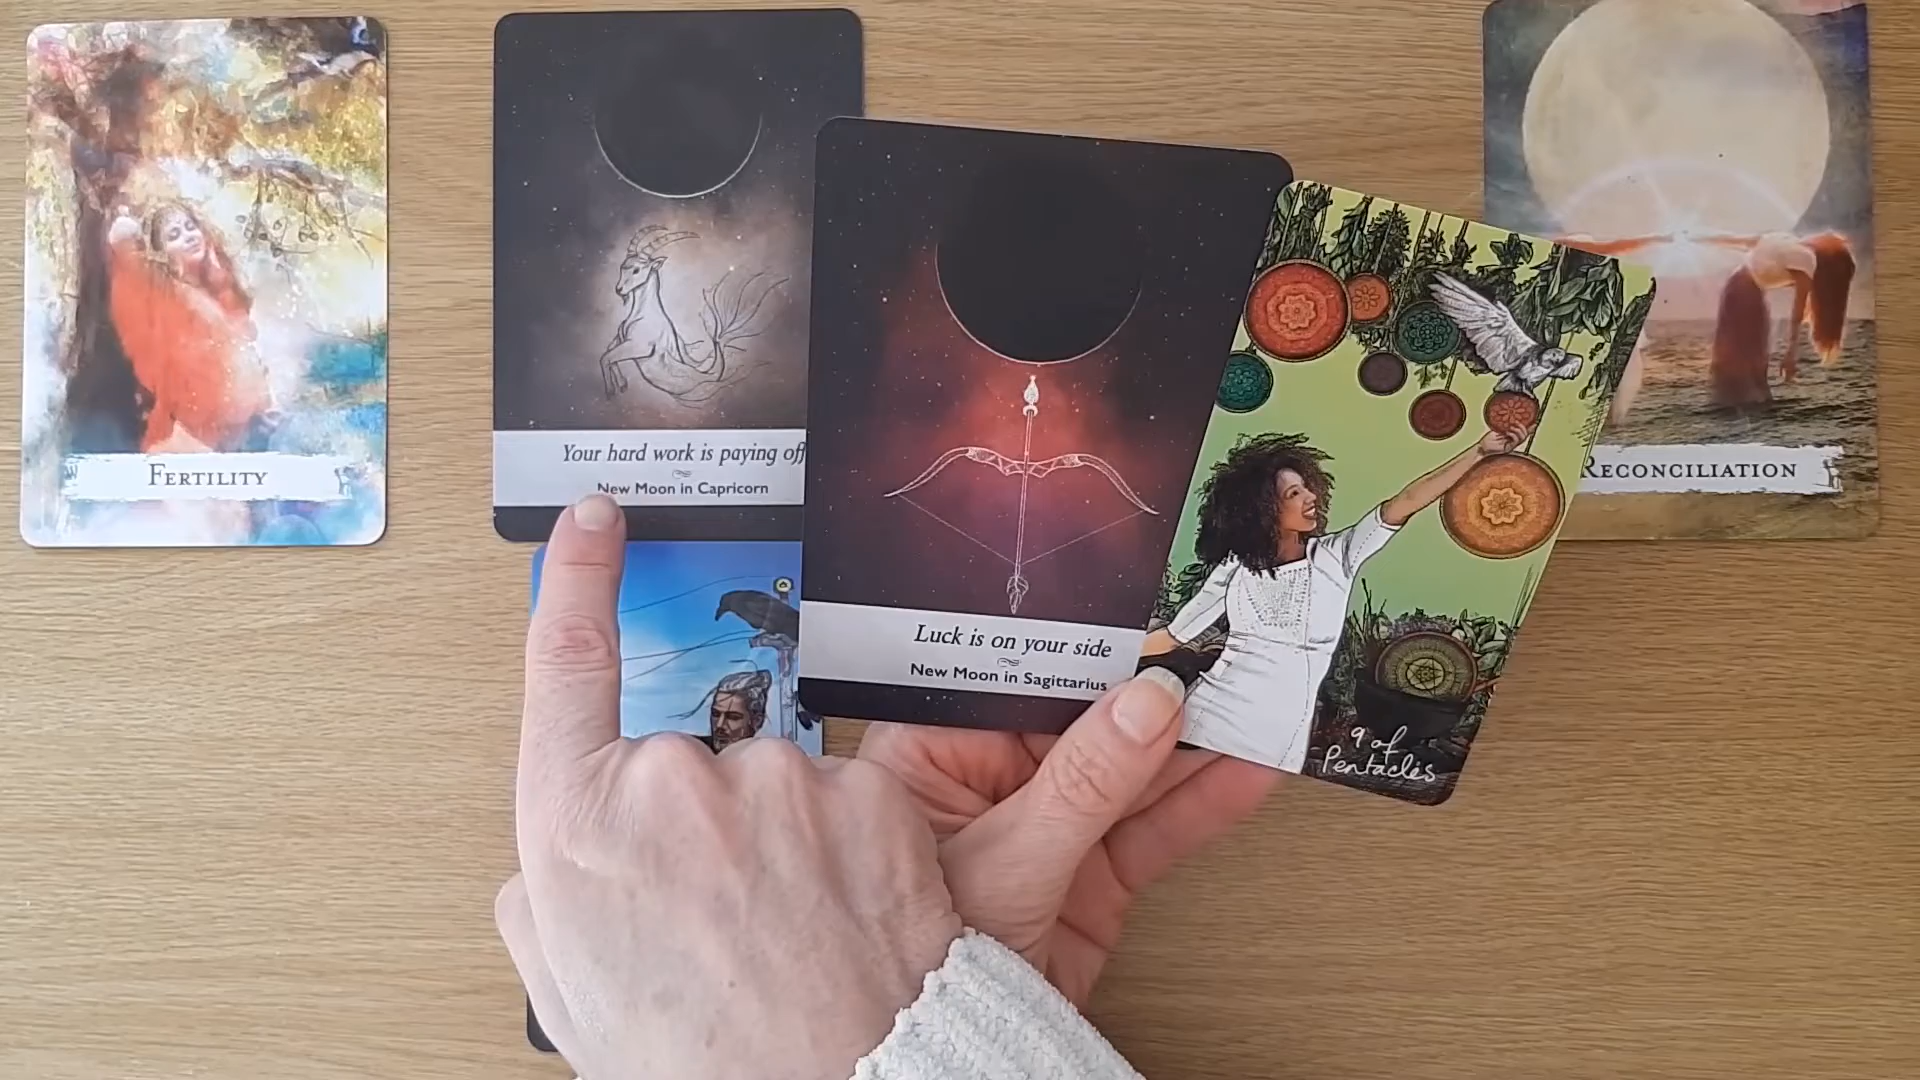 FERTILITY
Your hard work is paying off
New Moon in Capricorn
Luck is on your side
New Moon in Sagittarius
9 of
Pentacles
RECONCILIATION